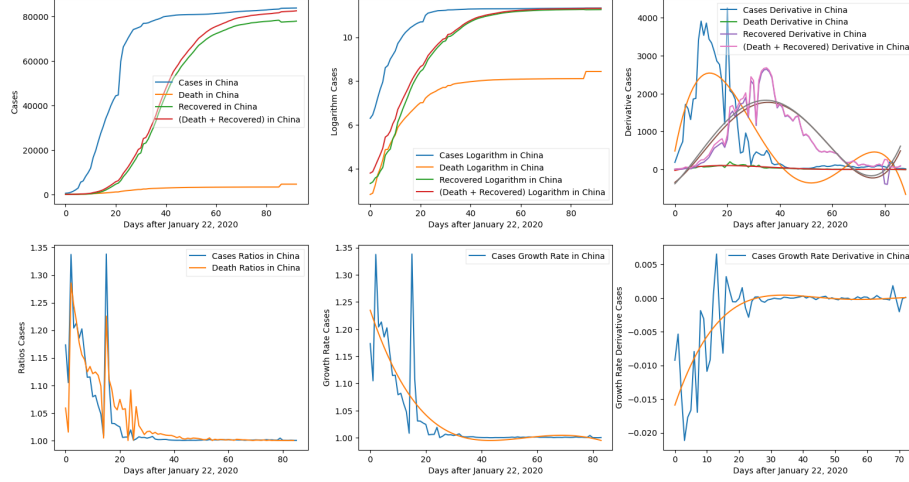 80000
60000
40000
20000
0
Cases
Cases in China
Death in China
Recovered in China
(Death + Recovered) in China
0
20
40
60
80
Days after January 22, 2020
10
8
6
4
Logarithm Cases
Cases Logarithm in China
Death Logarithm in China
Recovered Logarithm in China
(Death + Recovered) Logarithm in China
0
20
40
60
80
Days after January 22, 2020
4000
3000
2000
1000
0
Derivative Cases
Cases Derivative in China
Death Derivative in China
Recovered Derivative in China
(Death + Recovered) Derivative in China
0
20
40
60
80
Days after January 22, 2020
1.35
1.30
1.25
1.20
1.15
1.10
1.05
1.00
Ratios Cases
Cases Ratios in China
Death Ratios in China
0
20
40
60
80
Days after January 22, 2020
1.35
1.30
1.25
1.20
1.15
1.10
1.05
1.00
Growth Rate Cases
Cases Growth Rate in China
0
20
40
60
80
Days after January 22, 2020
0.005
0.000
−0.005
−0.010
−0.015
−0.020
Growth Rate Derivative Cases
Cases Growth Rate Derivative in China
0
10
20
30
40
50
60
70
Days after January 22, 2020